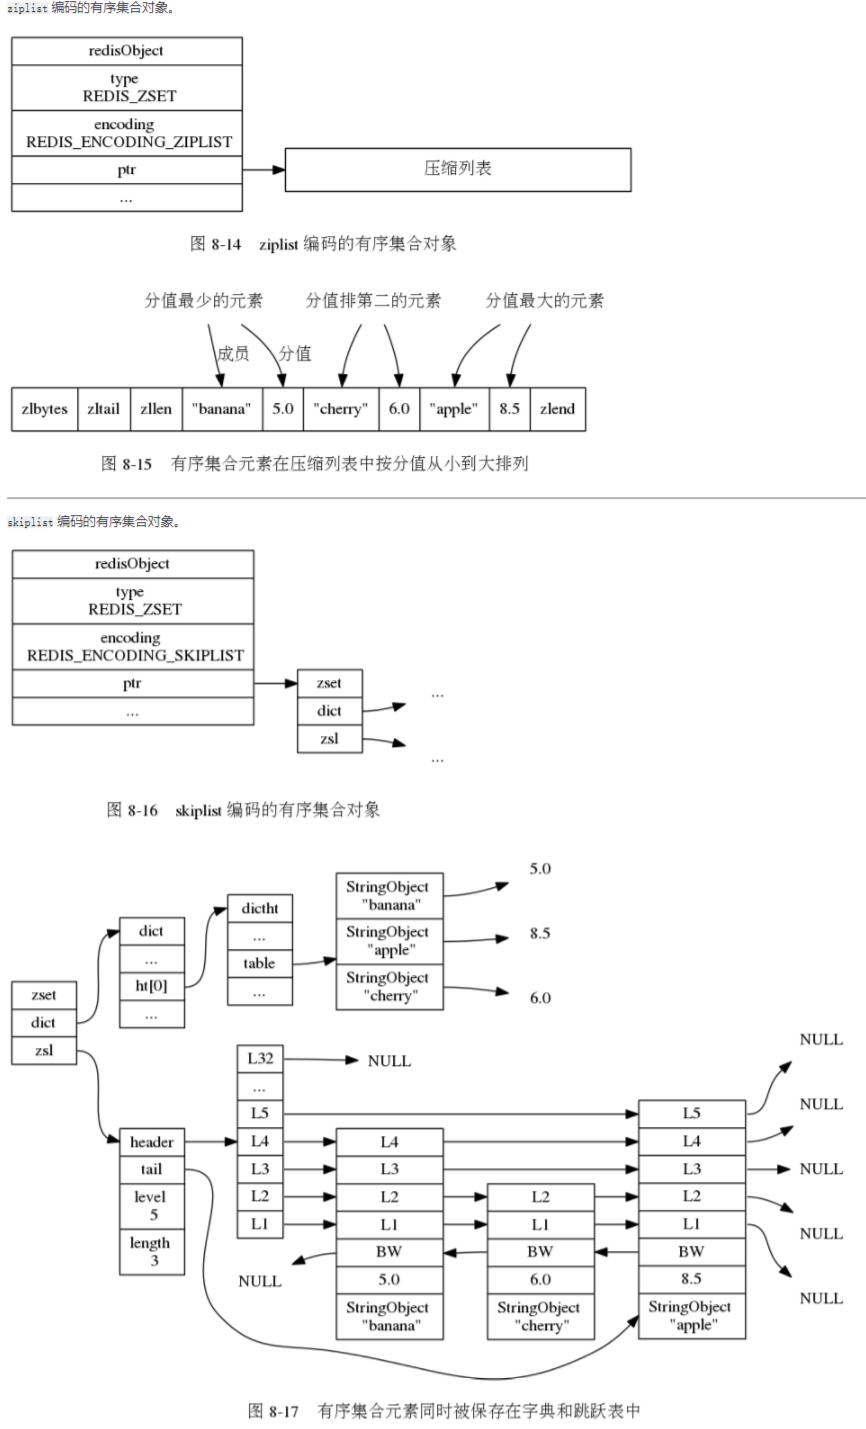 ziplist 编码的有序集合对象。
redisObject
type
REDIS_ZSET
encoding
REDIS_ENCODING_ZIPLIST
ptr
...
压缩列表
图 8-14 ziplist 编码的有序集合对象
分值最少的元素 分值排第二的元素 分值最大的元素
成员 分值
zlbytes zltail zllen "banana" 5.0 "cherry" 6.0 "apple" 8.5 zlend
图 8-15 有序集合元素在压缩列表中按分值从小到大排列
skiplist 编码的有序集合对象。
redisObject
type
REDIS_ZSET
encoding
REDIS_ENCODING_SKIPLIST
ptr
...
zset
dict
zsl
...
...
图 8-16 skiplist 编码的有序集合对象
zset
dict
zsl
dict
...
ht[0]
...
dictht
...
table
...
StringObject
"banana"
StringObject
"apple"
StringObject
"cherry"
5.0
8.5
6.0
header
tail
level
5
length
3
L32
...
L5
L4
L3
L2
L1
NULL
NULL
L4
L3
L2
L1
BW
5.0
StringObject
"banana"
L2
L1
BW
6.0
StringObject
"cherry"
L5
L4
L3
L2
L1
BW
8.5
StringObject
"apple"
NULL
NULL
NULL
NULL
NULL
图 8-17 有序集合元素同时被保存在字典和跳跃表中